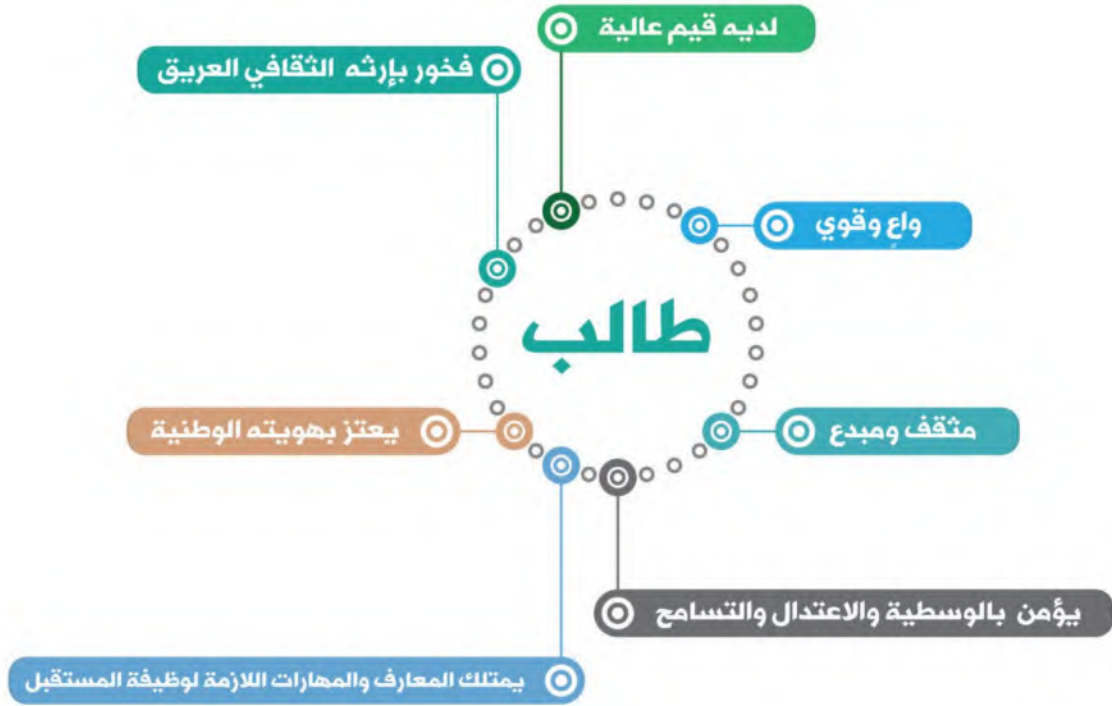 لديه قيم عالية
فخور بإرثه الثقافي العريق
واعٍ وقوي
طالب
مثقف ومبدع
يعتز بهويته الوطنية
يؤمن بالوسطية والاعتدال والتسامح
يمتلك المعارف والمهارات اللازمة لوظيفة المستقبل